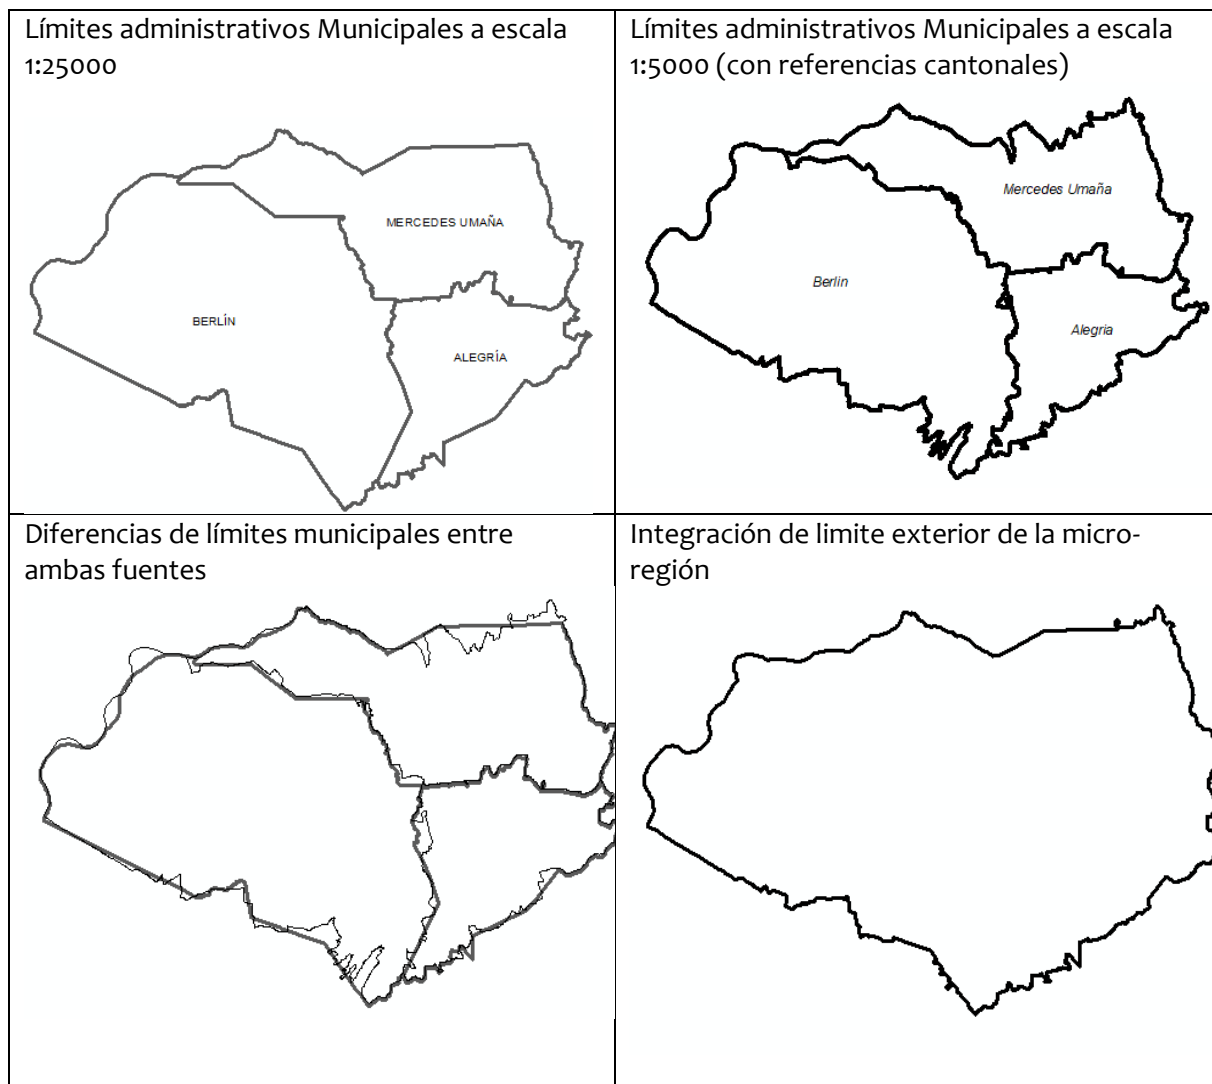 Límites administrativos Municipales a escala
1:25000
MERCEDES UMAÑA
BERLÍN
ALEGRÍA
Límites administrativos Municipales a escala
1:5000 (con referencias cantonales)
Mercedes Umaña
Berlin
Alegria
Diferencias de límites municipales entre
ambas fuentes
Integración de limite exterior de la micro-
región